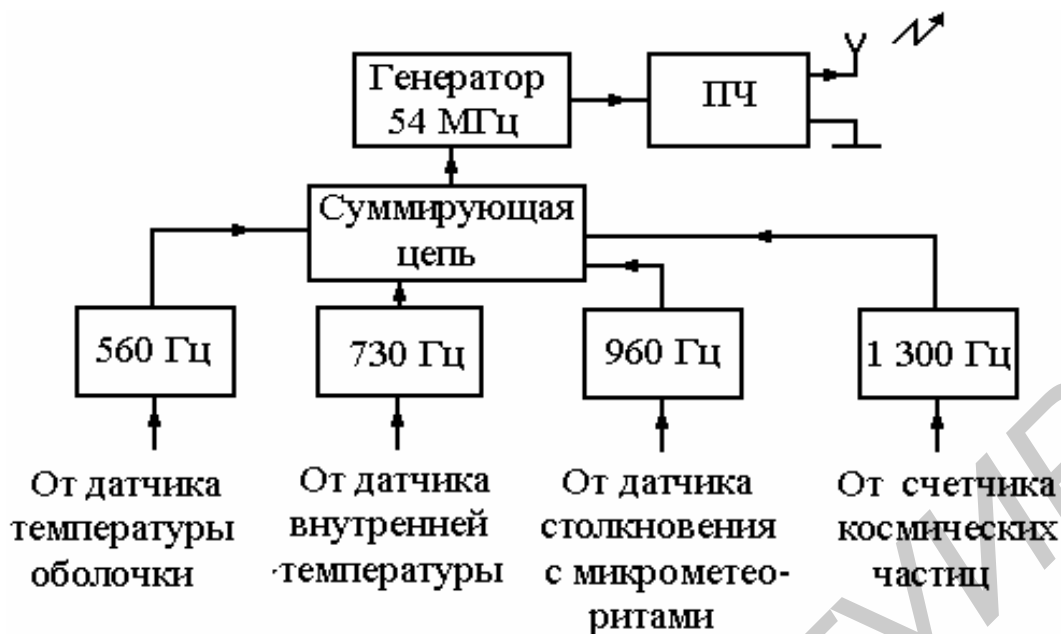 Генератор
54 МГц
ПЧ
Суммирующая
цепь
560 Гц
730 Гц
960 Гц
1 300 Гц
От датчика
температуры
оболочки
От датчика
внутренней
температуры
От датчика
столкновения
с микрометео-
ритами
От счетчика
космических
частиц